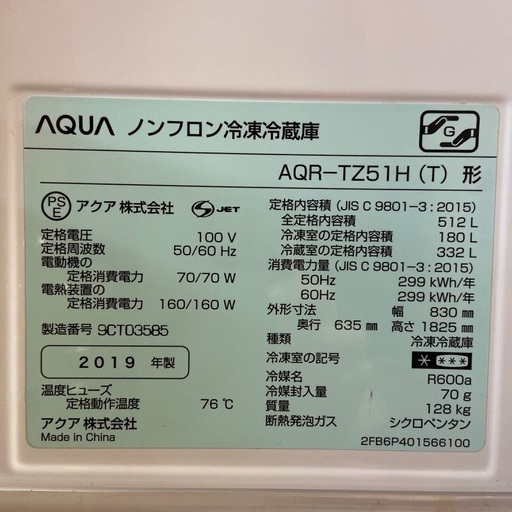 AQUA ノンフロン冷凍冷蔵庫
G
AQR-TZ51H (T) 形
PS E アクア株式会社 S JET
定格電圧 100 V
定格周波数 50/60 Hz
電動機の
定格消費電力 70/70 W
電熱装置の
定格消費電力 160/160 W
製造番号 9CT03585
2019 年製
温度ヒューズ
定格動作温度 76℃
アクア株式会社
Made in China
定格内容積 (JIS C 9801-3:2015)
全定格内容積 512 L
冷凍室の定格内容積 180 L
冷蔵室の定格内容積 332 L
消費電力量 (JIS C 9801-3:2015)
50Hz 299 kWh/年
60Hz 299 kWh/年
外形寸法 幅 830 mm
奥行 635 mm 高さ 1825 mm
種類 冷凍冷蔵庫
冷凍室の記号 * ***
冷媒名 R600a
冷媒封入量 70 g
質量 128 kg
断熱発泡ガス シクロペンタン
2FB6P401566100